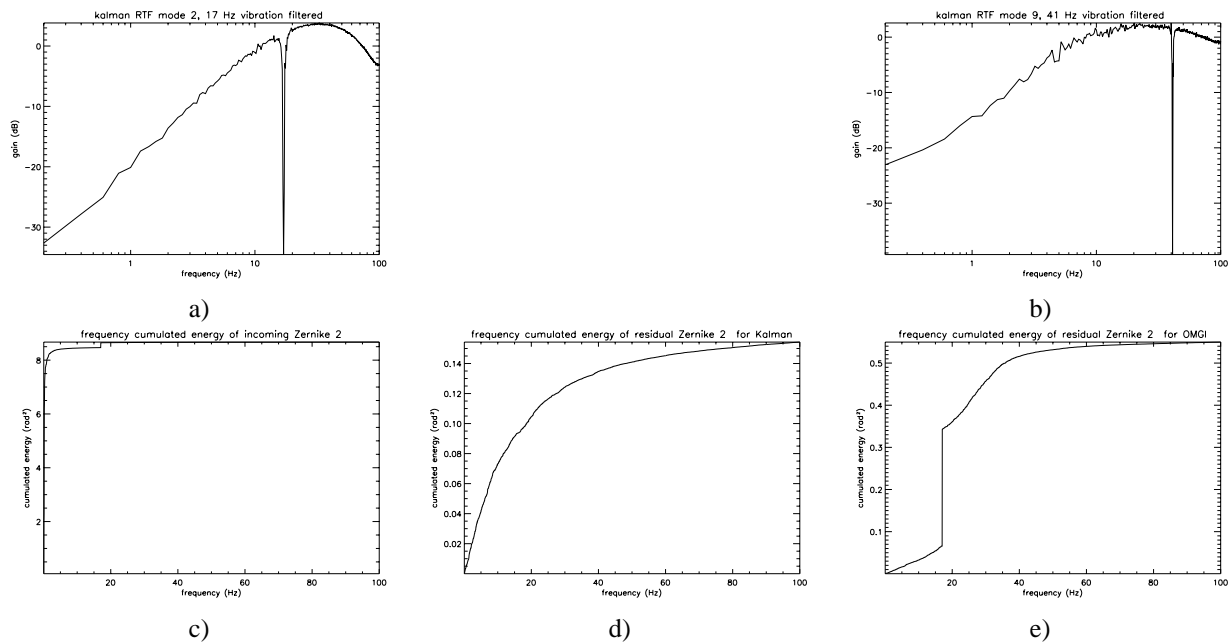 kalman RTF mode 2, 17 Hz vibration filtered
gain (dB)
0
-10
-20
-30
1
10
100
frequency (Hz)
a)
kalman RTF mode 9, 41 Hz vibration filtered
gain (dB)
0
-10
-20
-30
1
10
100
frequency (Hz)
b)
frequency cumulated energy of incoming Zernike 2
cumulated energy (rad²)
8
6
4
2
20
40
60
80
100
frequency (Hz)
c)
frequency cumulated energy of residual Zernike 2 for Kalman
cumulated energy (rad²)
0.14
0.12
0.10
0.08
0.06
0.04
0.02
20
40
60
80
100
frequency (Hz)
d)
frequency cumulated energy of residual Zernike 2 for OMGI
cumulated energy (rad²)
0.5
0.4
0.3
0.2
0.1
20
40
60
80
100
frequency (Hz)
e)